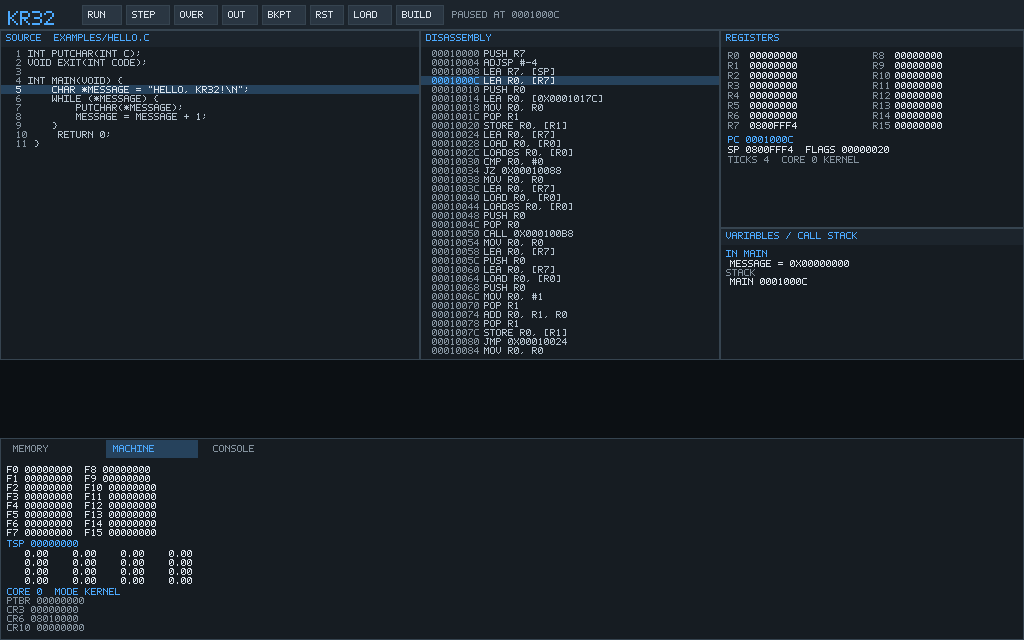 KR32 RUN STEP OVER OUT BKPT RST LOAD BUILD PAUSED AT 0001000C
SOURCE EXAMPLES/HELLO.C
1 INT PUTCHAR(INT C);
2 VOID EXIT(INT CODE);
3
4 INT MAIN(VOID) {
5 CHAR *MESSAGE = "HELLO, KR32!\N";
6 WHILE (*MESSAGE) {
7 PUTCHAR(*MESSAGE);
8 MESSAGE = MESSAGE + 1;
9 }
10 RETURN 0;
11 }
DISASSEMBLY
00010000 PUSH R7
00010004 ADJSP #-4
00010008 LEA R7, [SP]
0001000C LEA R0, [R7]
00010010 PUSH R0
00010014 LEA R0, [0X0001017C]
00010018 MOV R0, R0
0001001C POP R1
00010020 STORE R0, [R1]
00010024 LEA R0, [R7]
00010028 LOAD R0, [R0]
0001002C LOAD8S R0, [R0]
00010030 CMP R0, #0
00010034 JZ 0X00010088
00010038 MOV R0, R0
0001003C LEA R0, [R7]
00010040 LOAD R0, [R0]
00010044 LOAD8S R0, [R0]
00010048 PUSH R0
0001004C POP R0
00010050 CALL 0X000100B8
00010054 MOV R0, R0
00010058 LEA R0, [R7]
0001005C PUSH R0
00010060 LEA R0, [R7]
00010064 LOAD R0, [R0]
00010068 PUSH R0
0001006C MOV R0, #1
00010070 POP R1
00010074 ADD R0, R1, R0
00010078 POP R1
0001007C STORE R0, [R1]
00010080 JMP 0X00010024
00010084 MOV R0, R0
REGISTERS
R0 00000000 R8 00000000
R1 00000000 R9 00000000
R2 00000000 R10 00000000
R3 00000000 R11 00000000
R4 00000000 R12 00000000
R5 00000000 R13 00000000
R6 00000000 R14 00000000
R7 0800FFF4 R15 00000000
PC 0001000C
SP 0800FFF4 FLAGS 00000020
TICKS 4 CORE 0 KERNEL
VARIABLES / CALL STACK
IN MAIN
MESSAGE = 0X00000000
STACK
MAIN 0001000C
MEMORY MACHINE CONSOLE
F0 00000000 F8 00000000
F1 00000000 F9 00000000
F2 00000000 F10 00000000
F3 00000000 F11 00000000
F4 00000000 F12 00000000
F5 00000000 F13 00000000
F6 00000000 F14 00000000
F7 00000000 F15 00000000
TSP 00000000
0.00 0.00 0.00 0.00
0.00 0.00 0.00 0.00
0.00 0.00 0.00 0.00
0.00 0.00 0.00 0.00
CORE 0 MODE KERNEL
PTBR 00000000
CR3 00000000
CR6 08010000
CR10 00000000